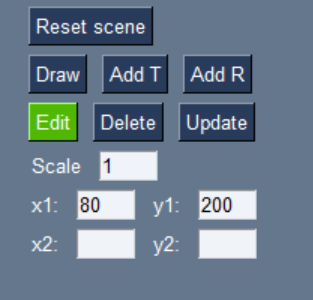 Reset scene
Draw Add T Add R
Edit Delete Update
Scale 1
x1: 80 y1: 200
x2: y2: